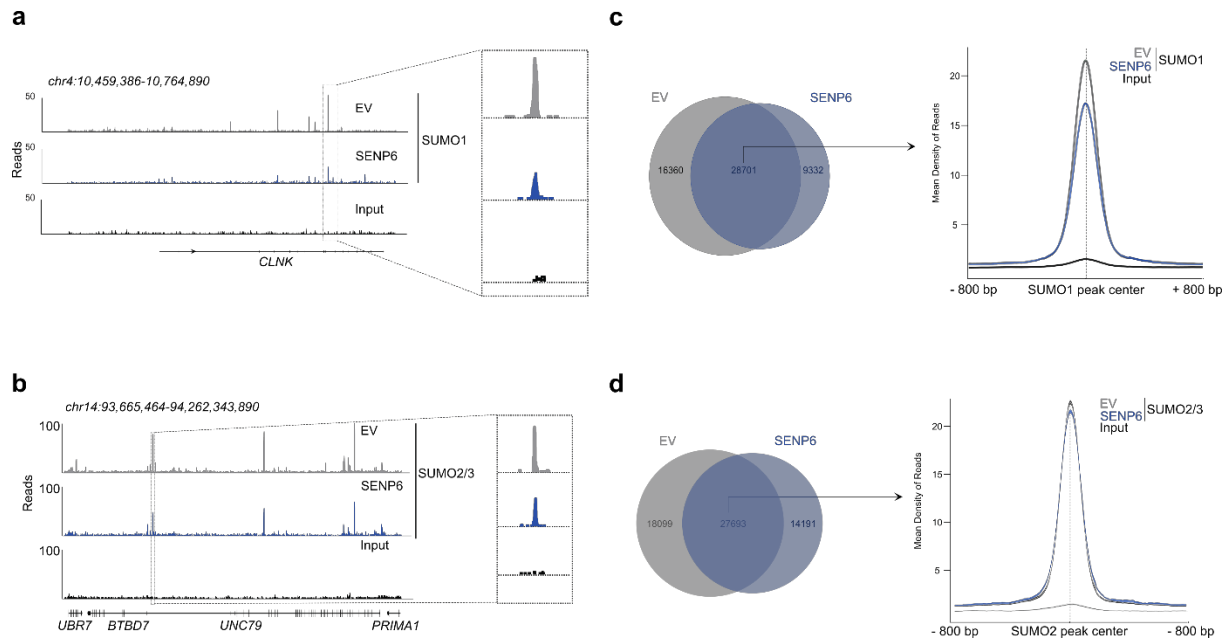 a
chr4:10,459,386-10,764,890
50
EV
50
SENP6
SUMO1
Reads
50
Input
CLNK
b
chr14:93,665,464-94,262,343,890
100
EV
100
SENP6
SUMO2/3
Reads
100
Input
UBR7 BTBD7 UNC79 PRIMA1
c
EV SENP6
16360 28701 9332
EV
SENP6 SUMO1
Input
Mean Density of Reads
20
15
10
5
- 800 bp SUMO1 peak center + 800 bp
d
EV SENP6
18099 27693 14191
EV
SENP6 SUMO2/3
Input
Mean Density of Reads
20
15
10
5
- 800 bp SUMO2 peak center - 800 bp